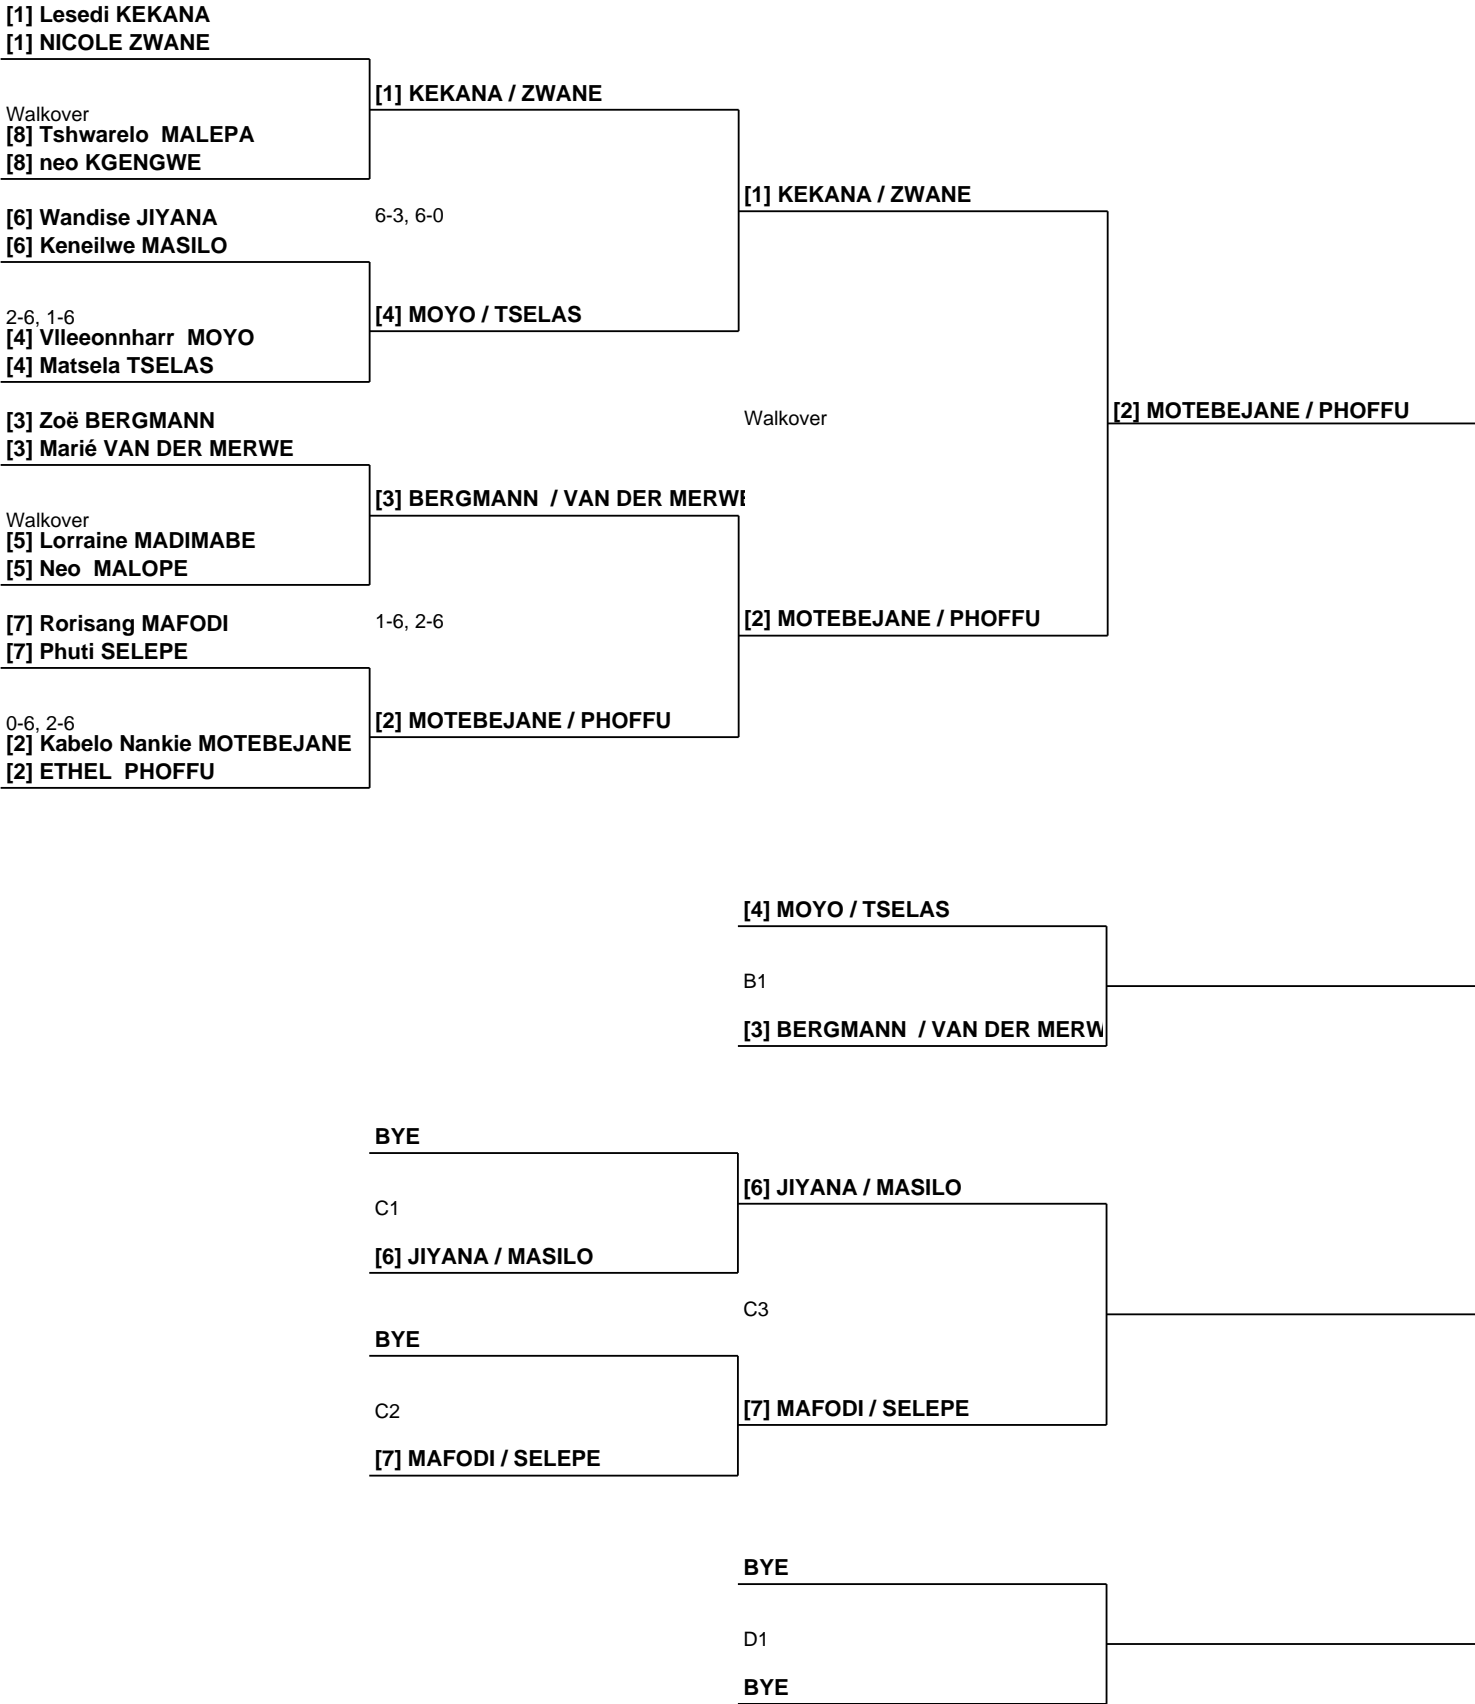 [1] Lesedi KEKANA
[1] NICOLE ZWANE
[1] KEKANA / ZWANE
Walkover
[8] Tshwarelo  MALEPA
[8] neo KGENGWE
[1] KEKANA / ZWANE
[6] Wandise JIYANA
6-3, 6-0
[6] Keneilwe MASILO
2-6, 1-6
[4] MOYO / TSELAS
[4] Vlleeonnharr  MOYO
[4] Matsela TSELAS
[3] Zoë BERGMANN
Walkover
[2] MOTEBEJANE / PHOFFU
[3] Marié VAN DER MERWE
[3] BERGMANN  / VAN DER MERWE
Walkover
[5] Lorraine MADIMABE
[5] Neo  MALOPE
[7] Rorisang MAFODI
1-6, 2-6
[2] MOTEBEJANE / PHOFFU
[7] Phuti SELEPE
0-6, 2-6
[2] MOTEBEJANE / PHOFFU
[2] Kabelo Nankie MOTEBEJANE
[2] ETHEL  PHOFFU
[4] MOYO / TSELAS
B1
[3] BERGMANN  / VAN DER MERW
BYE
[6] JIYANA / MASILO
C1
[6] JIYANA / MASILO
C3
BYE
C2
[7] MAFODI / SELEPE
[7] MAFODI / SELEPE
BYE
D1
BYE